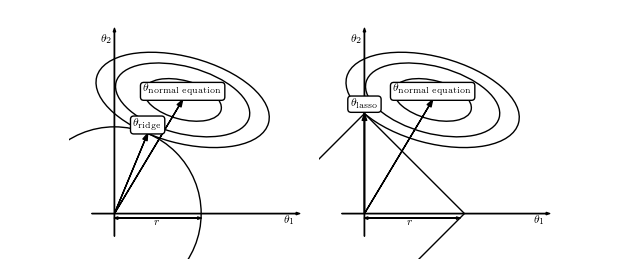 θ₂
θnormal equation
θridge
r
θ₁
θ₂
θnormal equation
θlasso
r
θ₁